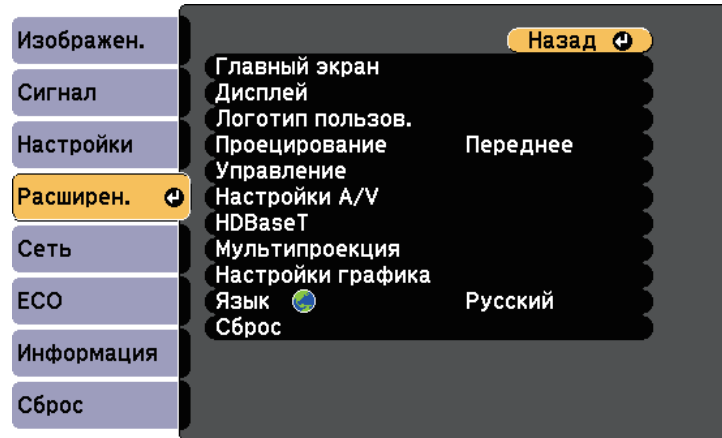 Изображен.
Сигнал
Настройки
Расширен.
Сеть
ECO
Информация
Сброс
Назад
Главный экран
Дисплей
Логотип пользов.
Проецирование Переднее
Управление
Настройки A/V
HDBaseT
Мультипроекция
Настройки графика
Язык Русский
Сброс